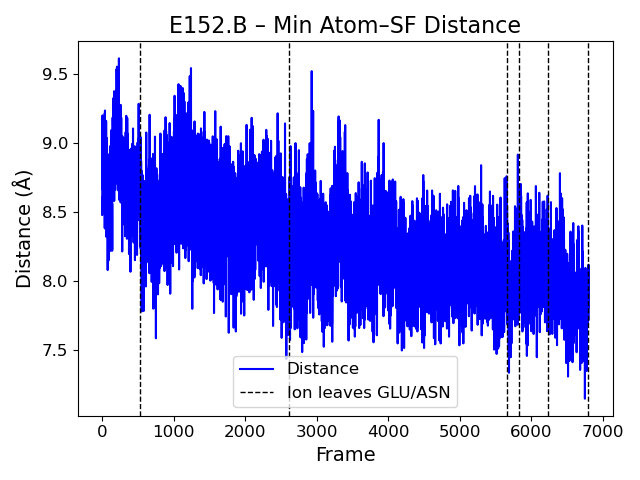 E152.B – Min Atom–SF Distance
Distance (Å)
9.5
9.0
8.5
8.0
7.5
Distance
Ion leaves GLU/ASN
0 1000 2000 3000 4000 5000 6000 7000
Frame